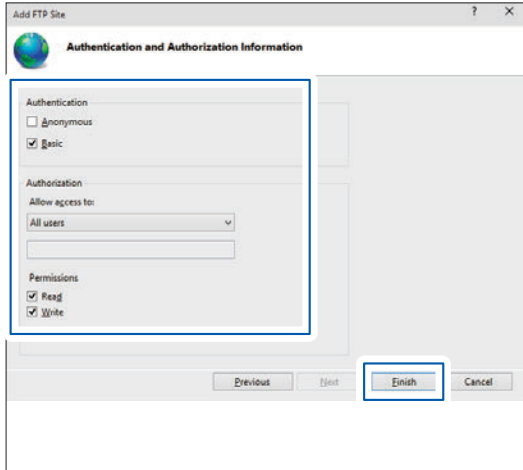 Add FTP Site ? X
Authentication and Authorization Information
Authentication
Anonymous
Basic
Authorization
Allow access to:
All users
Permissions
Read
Write
Previous Next Finish Cancel